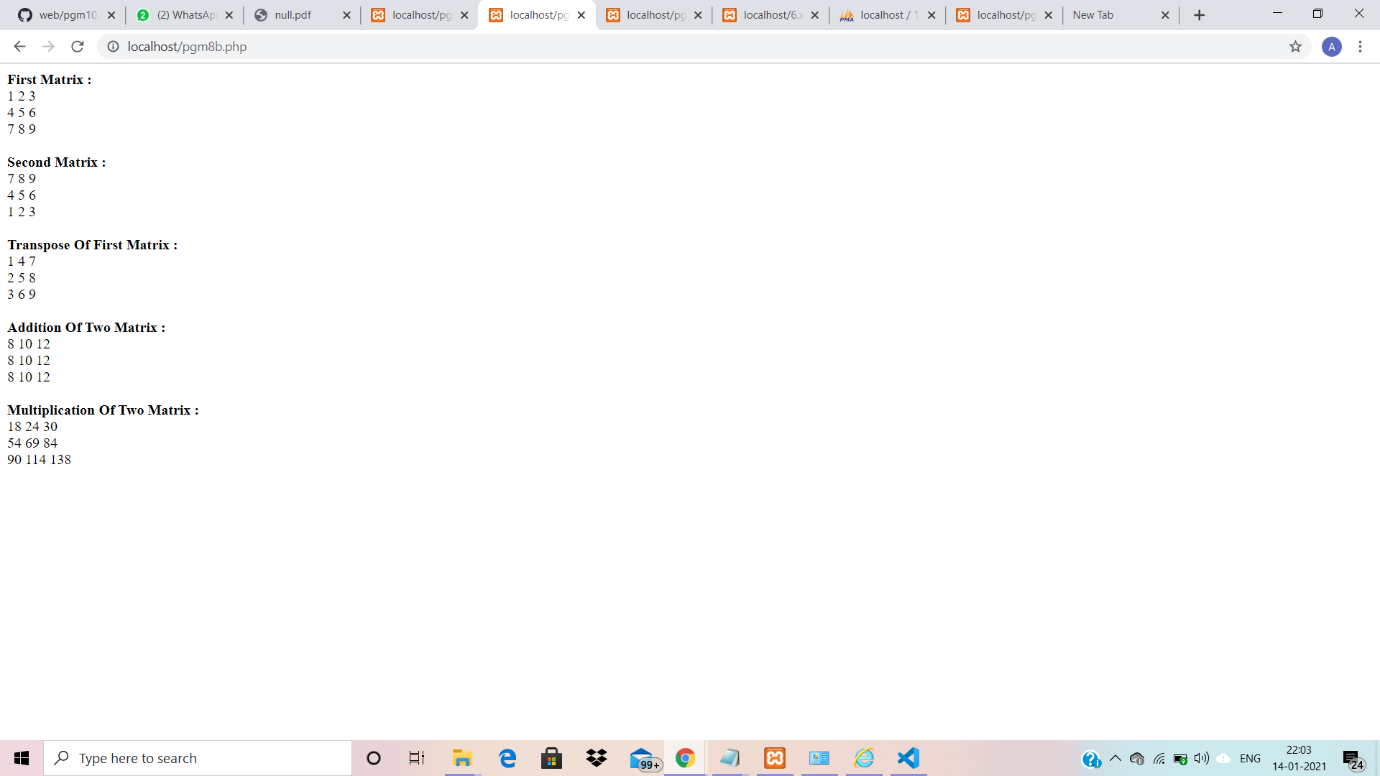 web/pgm10
(2) WhatsAp
null.pdf
localhost/pg
localhost/pg
localhost/pg
localhost/6.
localhost / 1
localhost/pg
New Tab
localhost/pgm8b.php
A
First Matrix :
1 2 3
4 5 6
7 8 9
Second Matrix :
7 8 9
4 5 6
1 2 3
Transpose Of First Matrix :
1 4 7
2 5 8
3 6 9
Addition Of Two Matrix :
8 10 12
8 10 12
8 10 12
Multiplication Of Two Matrix :
18 24 30
54 69 84
90 114 138
Type here to search
99+
ENG
22:03
14-01-2021
24